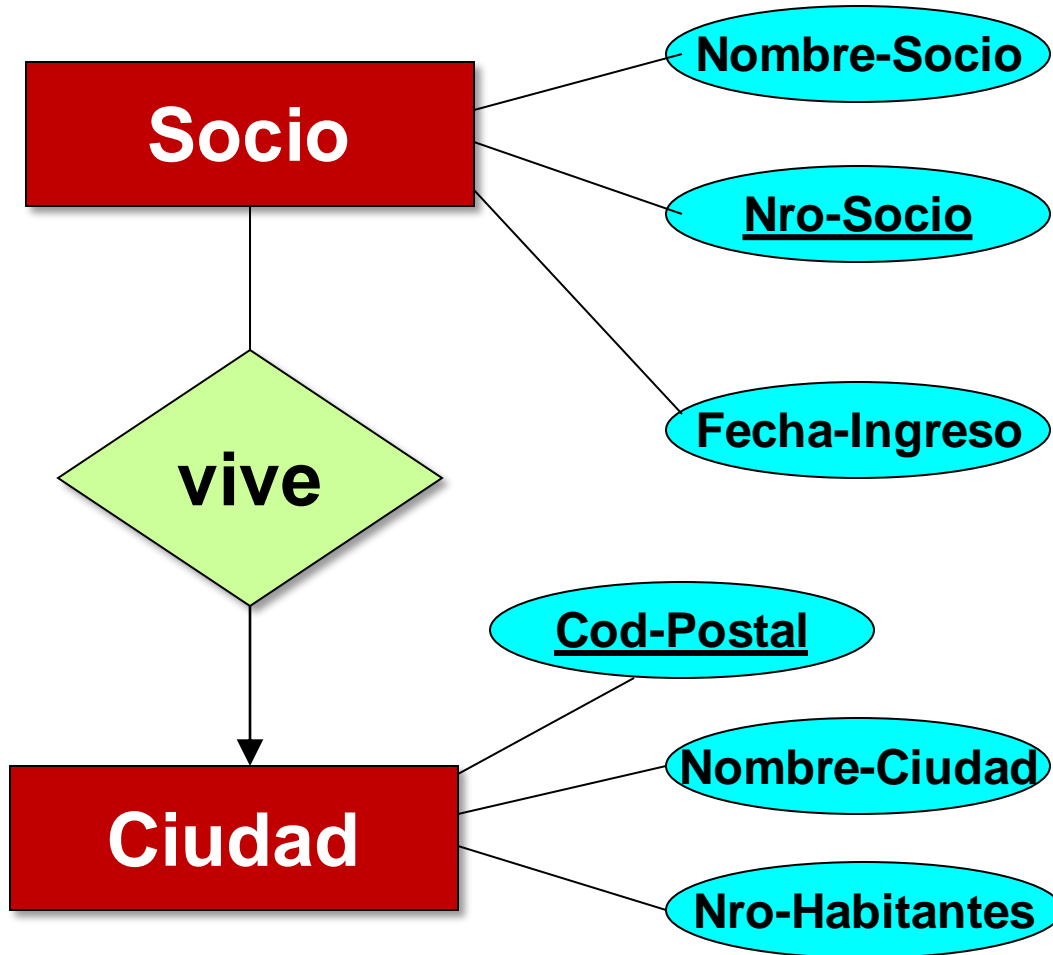 Nombre-Socio
Socio
Nro-Socio
Fecha-Ingreso
vive
Cod-Postal
Nombre-Ciudad
Ciudad
Nro-Habitantes